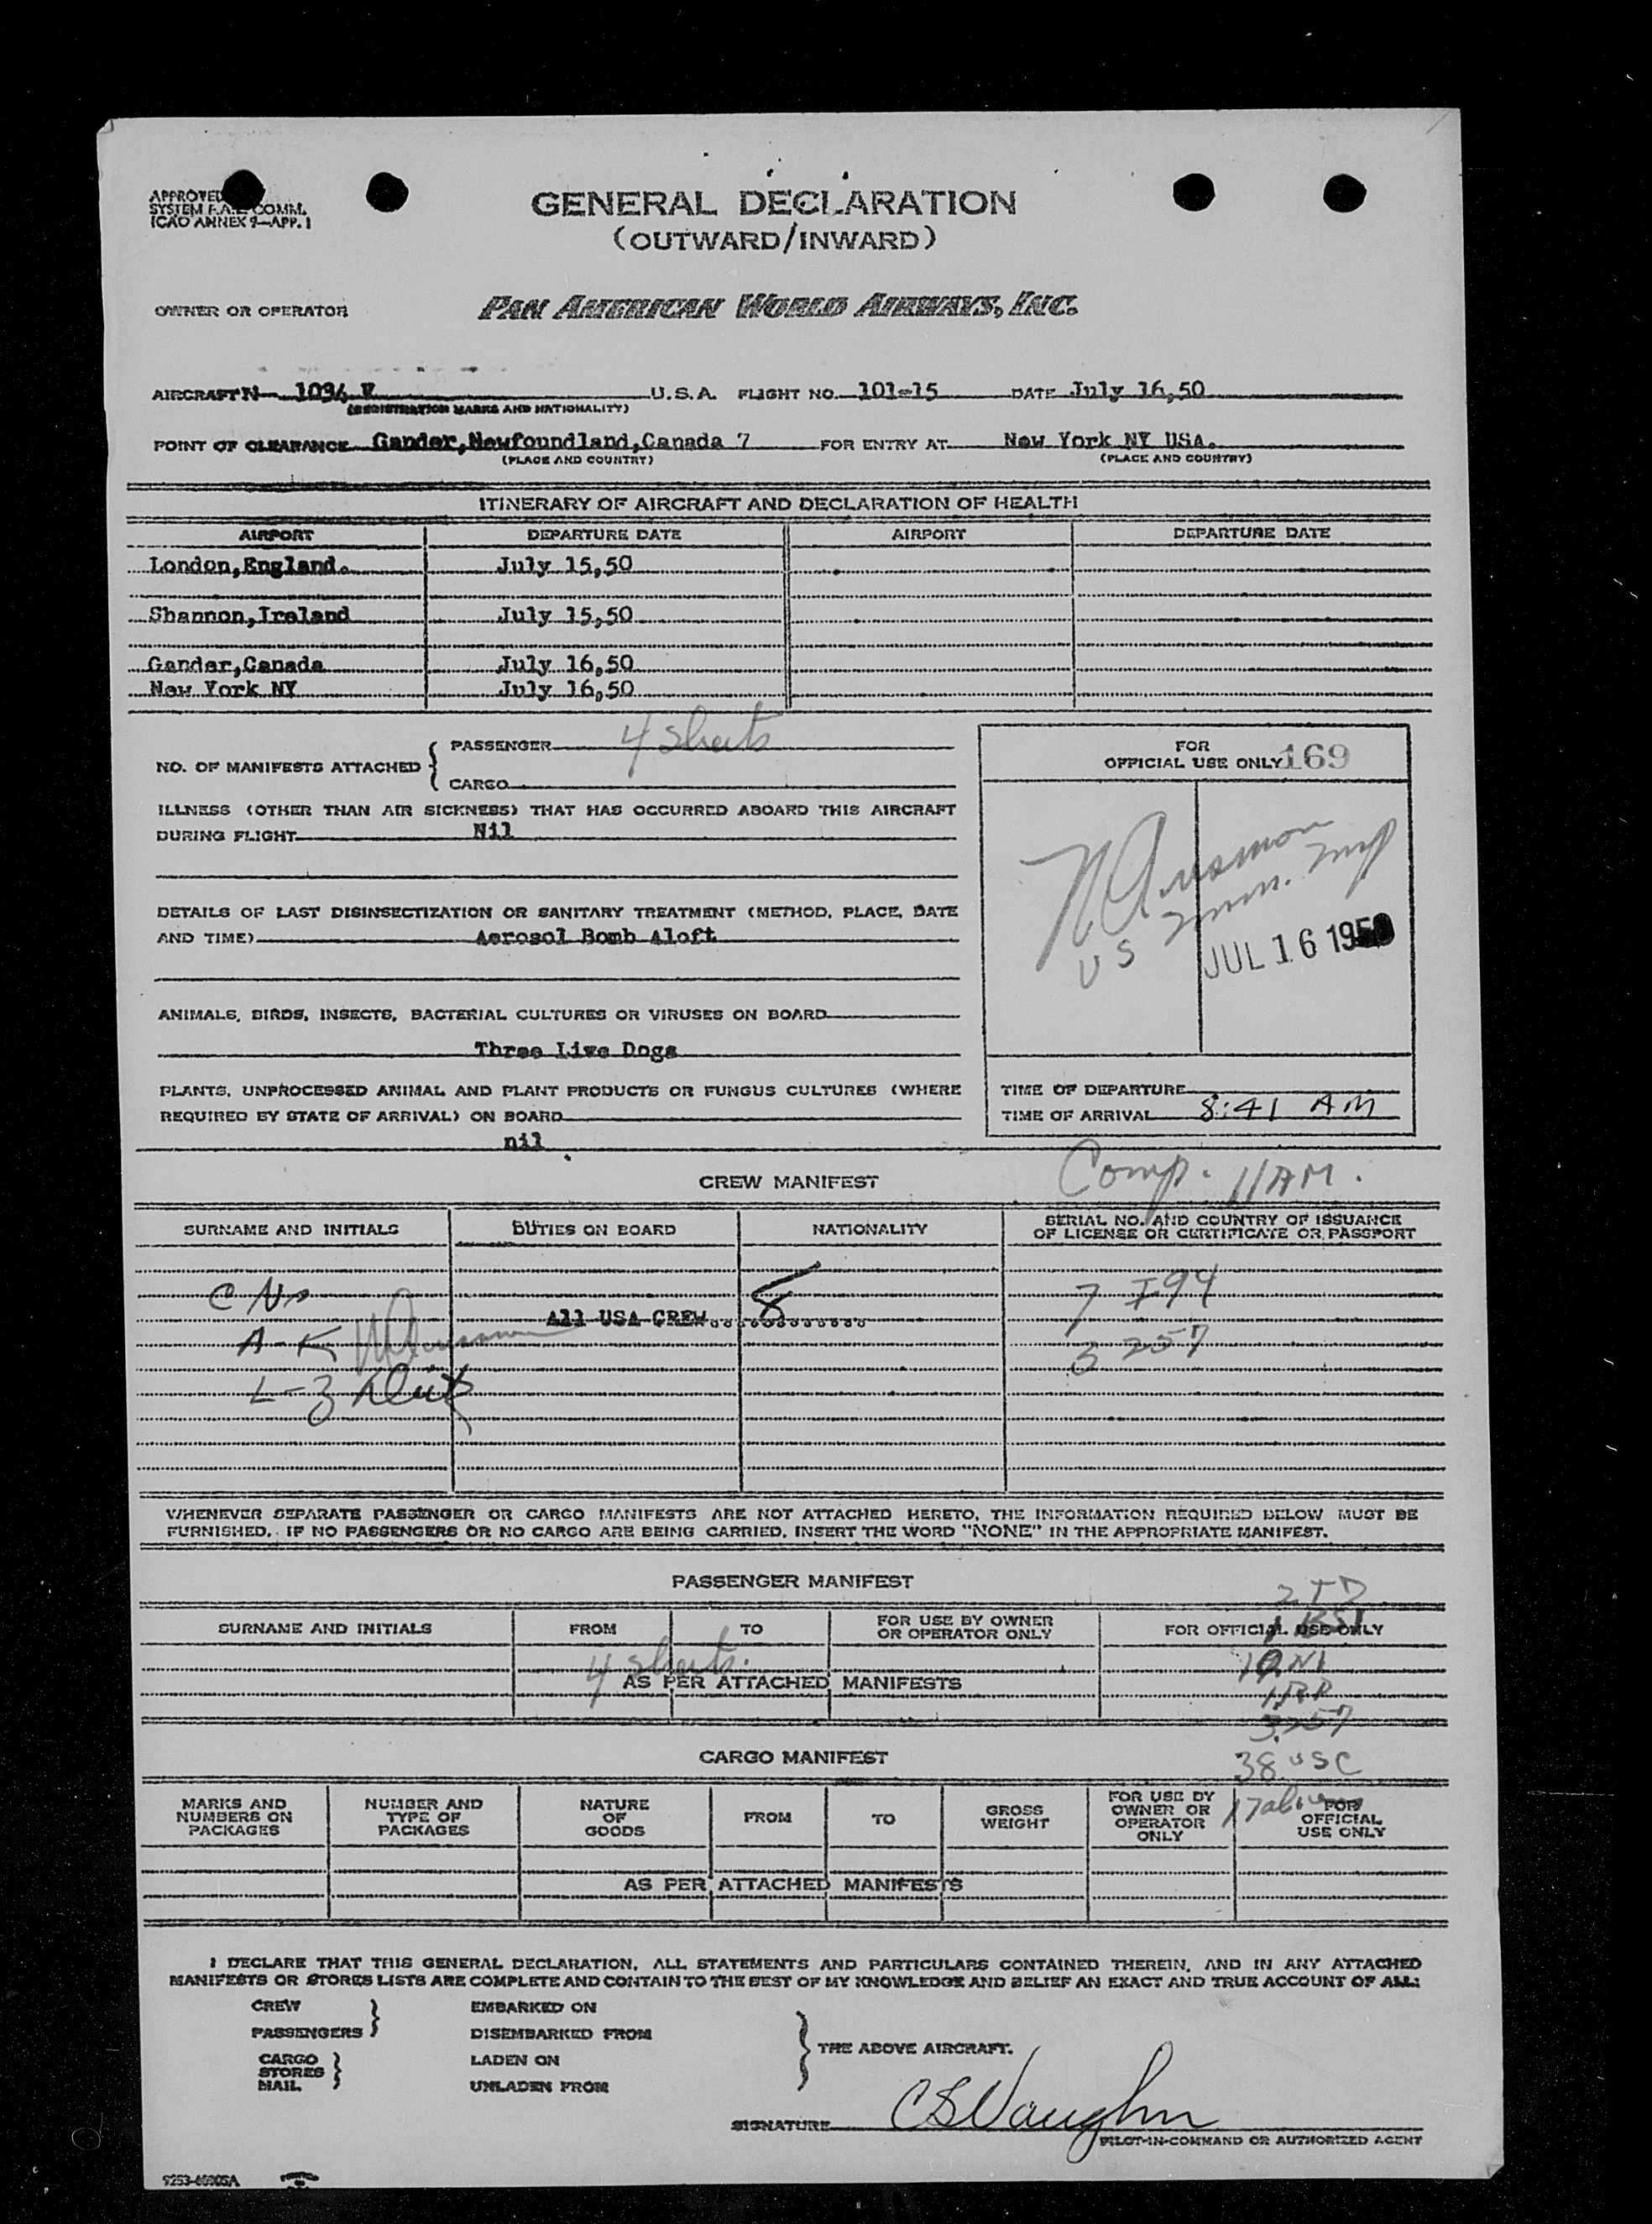 APPROVED
SYSTEM F.A.L. COMM.
ICAO ANNEX 9—APP. 1
GENERAL DECLARATION
(OUTWARD/INWARD)
OWNER OR OPERATOR PAN AMERICAN WORLD AIRWAYS, INC.
AIRCRAFT N— 1034 V U.S.A. FLIGHT NO. 101-15 DATE July 16,50
(REGISTRATION MARKS AND NATIONALITY)
POINT OF CLEARANCE Gander,Newfoundland,Canada 7 FOR ENTRY AT New York NY USA.
(PLACE AND COUNTRY) (PLACE AND COUNTRY)
ITINERARY OF AIRCRAFT AND DECLARATION OF HEALTH
AIRPORT DEPARTURE DATE AIRPORT DEPARTURE DATE
London,England. July 15,50
Shannon,Ireland July 15,50
Gander,Canada July 16,50
New York NY July 16,50
NO. OF MANIFESTS ATTACHED { PASSENGER 4 sheets
CARGO
FOR
OFFICIAL USE ONLY 169
ILLNESS (OTHER THAN AIR SICKNESS) THAT HAS OCCURRED ABOARD THIS AIRCRAFT
DURING FLIGHT Nil
DETAILS OF LAST DISINSECTIZATION OR SANITARY TREATMENT (METHOD, PLACE, DATE
AND TIME) Aerosol Bomb Aloft
US Imm. Insp
JUL 16 1950
ANIMALS, BIRDS, INSECTS, BACTERIAL CULTURES OR VIRUSES ON BOARD
Three Live Dogs
PLANTS, UNPROCESSED ANIMAL AND PLANT PRODUCTS OR FUNGUS CULTURES (WHERE
REQUIRED BY STATE OF ARRIVAL) ON BOARD
nil
TIME OF DEPARTURE
TIME OF ARRIVAL 8:41 AM
Comp. 11 AM.
CREW MANIFEST
SURNAME AND INITIALS DUTIES ON BOARD NATIONALITY SERIAL NO. AND COUNTRY OF ISSUANCE
OF LICENSE OR CERTIFICATE OR PASSPORT
7 I94
All USA CREW 8
A-K
3 257
L-Z
WHENEVER SEPARATE PASSENGER OR CARGO MANIFESTS ARE NOT ATTACHED HERETO, THE INFORMATION REQUIRED BELOW MUST BE
FURNISHED. IF NO PASSENGERS OR NO CARGO ARE BEING CARRIED, INSERT THE WORD "NONE" IN THE APPROPRIATE MANIFEST.
PASSENGER MANIFEST
2 TD
SURNAME AND INITIALS FROM TO FOR USE BY OWNER
OR OPERATOR ONLY FOR OFFICIAL USE ONLY
1 BSI
4 sheets.
AS PER ATTACHED MANIFESTS
3 257
CARGO MANIFEST
38 USC
17 aliens
MARKS AND
NUMBERS ON
PACKAGES
NUMBER AND
TYPE OF
PACKAGES
NATURE
OF
GOODS
FROM
TO
GROSS
WEIGHT
FOR USE BY
OWNER OR
OPERATOR
ONLY
FOR
OFFICIAL
USE ONLY
AS PER ATTACHED MANIFESTS
I DECLARE THAT THIS GENERAL DECLARATION, ALL STATEMENTS AND PARTICULARS CONTAINED THEREIN, AND IN ANY ATTACHED
MANIFESTS OR STORES LISTS ARE COMPLETE AND CONTAIN TO THE BEST OF MY KNOWLEDGE AND BELIEF AN EXACT AND TRUE ACCOUNT OF ALL:
CREW EMBARKED ON
PASSENGERS DISEMBARKED FROM
THE ABOVE AIRCRAFT.
CARGO LADEN ON
STORES
MAIL UNLADEN FROM
SIGNATURE CS Vaughn
PILOT-IN-COMMAND OR AUTHORIZED AGENT